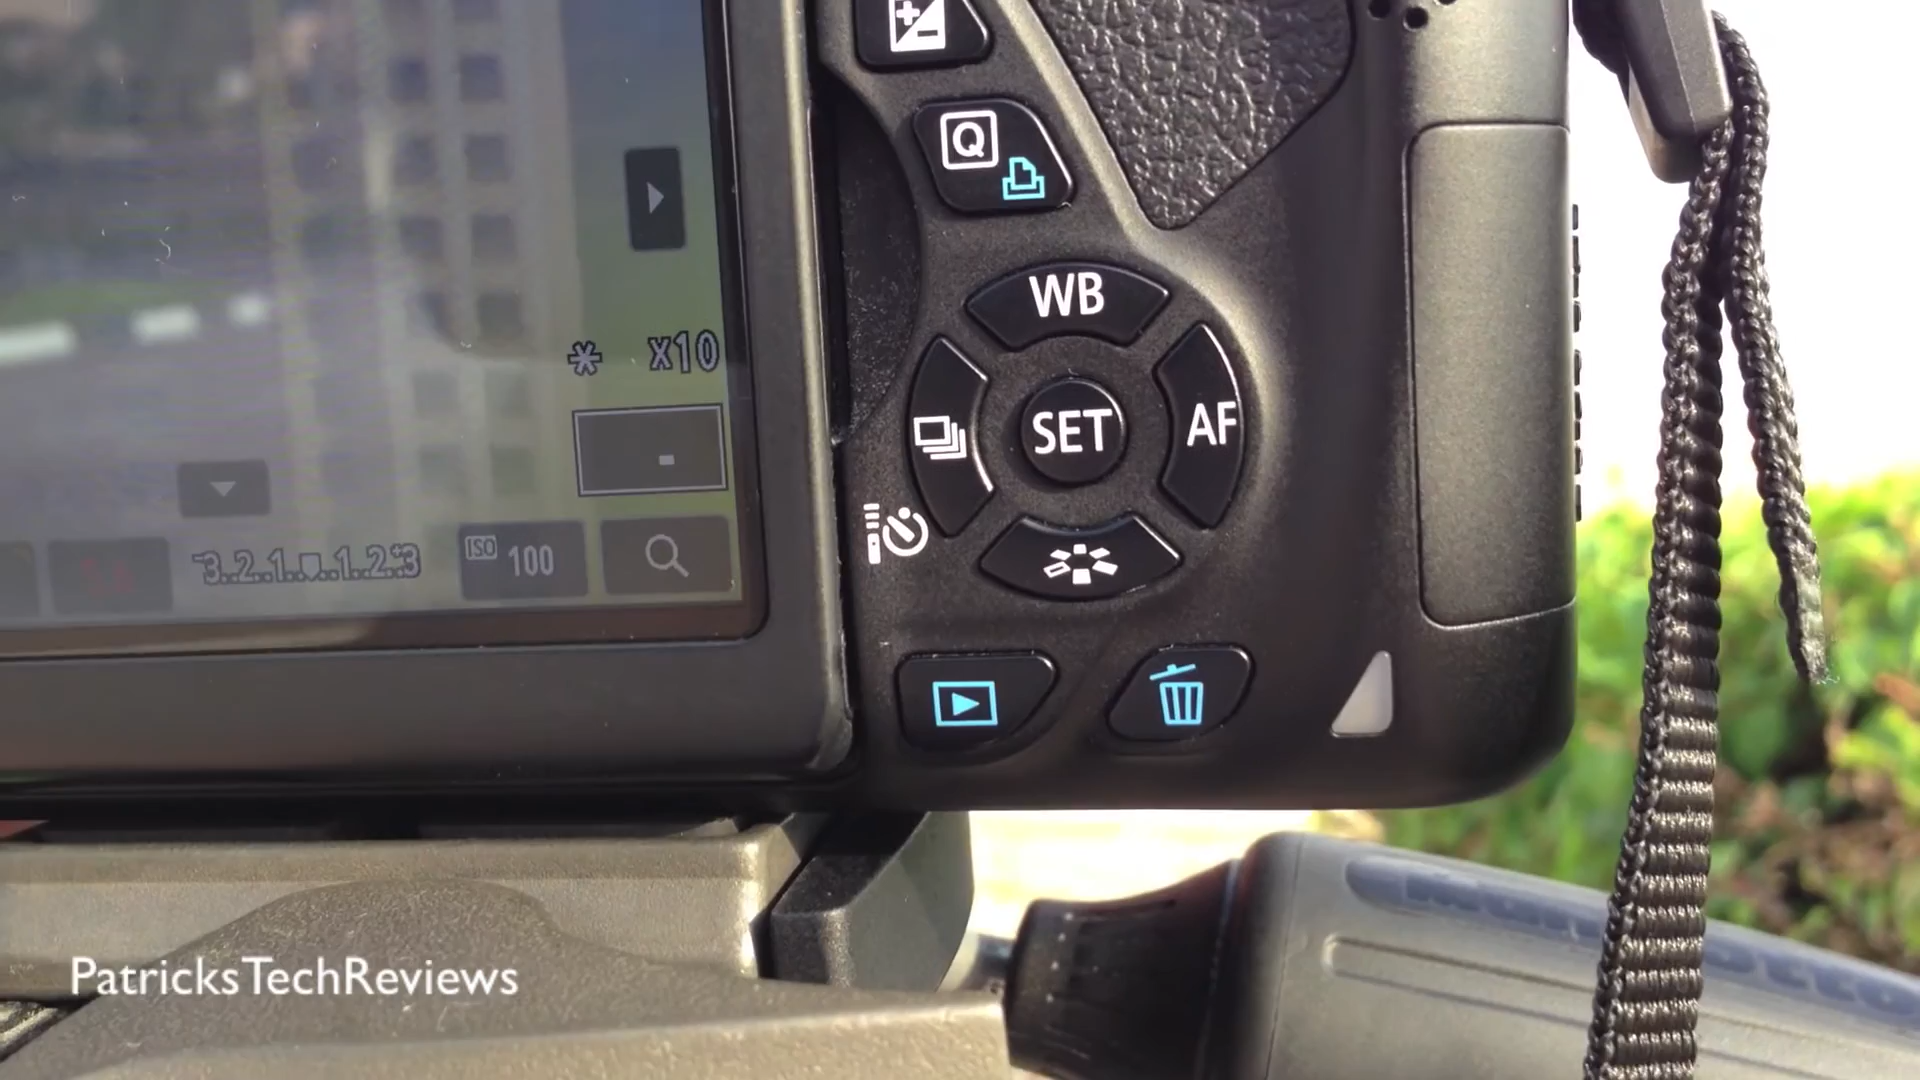 Q
WB
* x10
SET
AF
-3..2..1..0..1..2..+3
ISO 100
PatricksTechReviews